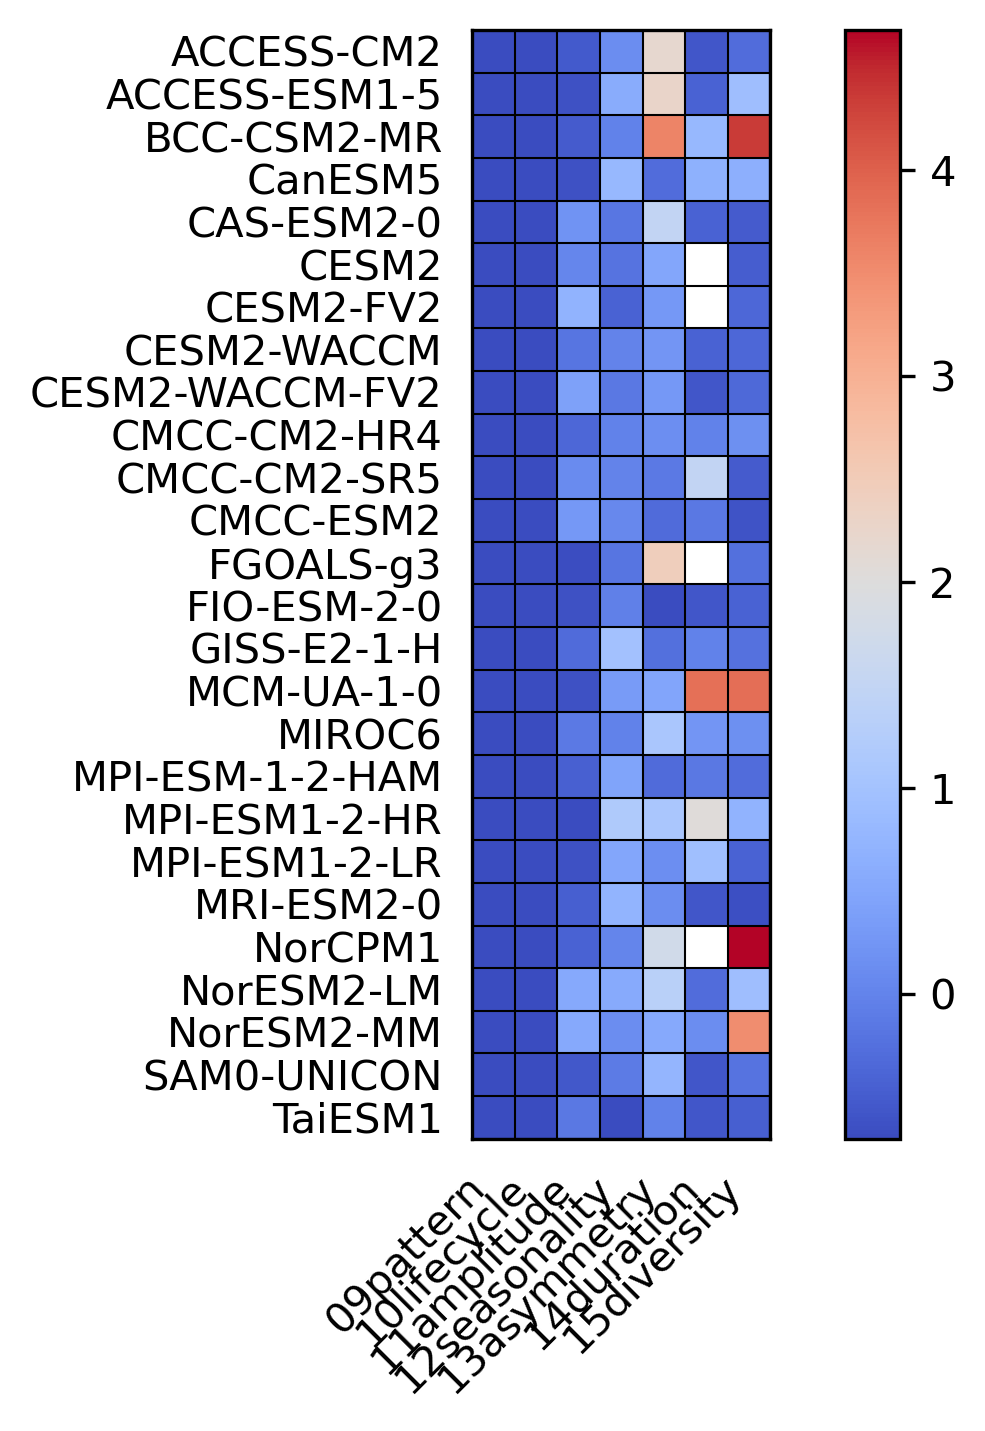 ACCESS-CM2
ACCESS-ESM1-5
BCC-CSM2-MR
CanESM5
CAS-ESM2-0
CESM2
CESM2-FV2
CESM2-WACCM
CESM2-WACCM-FV2
CMCC-CM2-HR4
CMCC-CM2-SR5
CMCC-ESM2
FGOALS-g3
FIO-ESM-2-0
GISS-E2-1-H
MCM-UA-1-0
MIROC6
MPI-ESM-1-2-HAM
MPI-ESM1-2-HR
MPI-ESM1-2-LR
MRI-ESM2-0
NorCPM1
NorESM2-LM
NorESM2-MM
SAM0-UNICON
TaiESM1
09pattern
10lifecycle
11amplitude
12seasonality
13asymmetry
14duration
15diversity
4
3
2
1
0